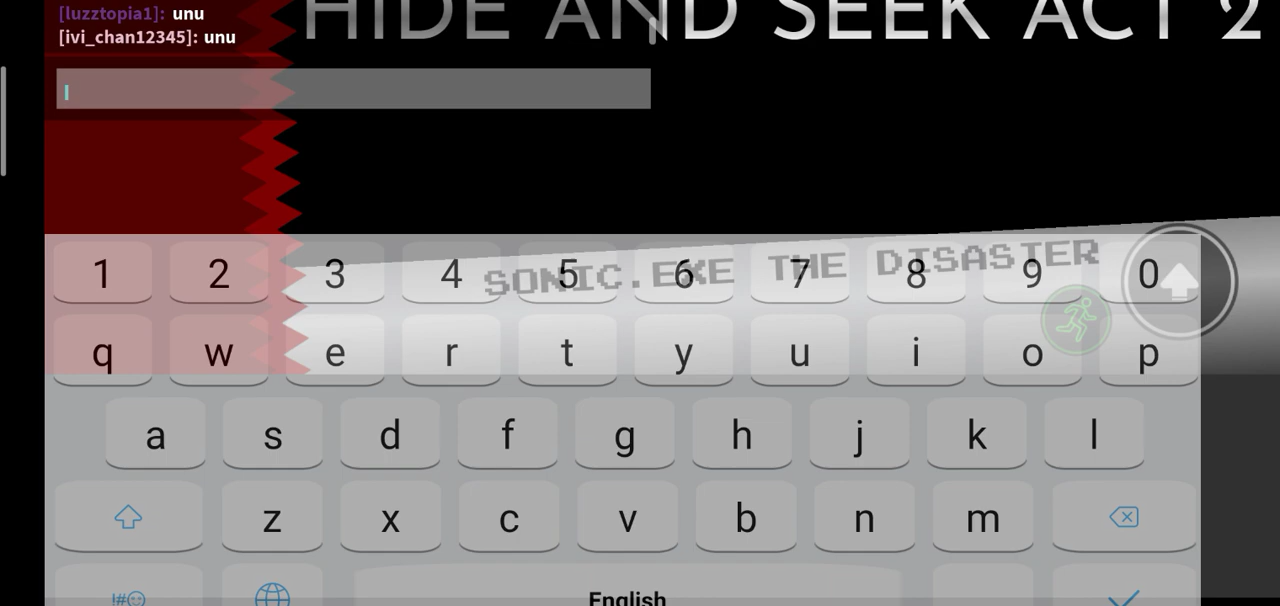 [luzztopia1]: unu
HIDE AND SEEK ACT 2
[ivi_chan12345]: unu
SONIC.EXE THE DISASTER
1 2 3 4 5 6 7 8 9 0
q w e r t y u i o p
a s d f g h j k l
z x c v b n m
!#☺ English